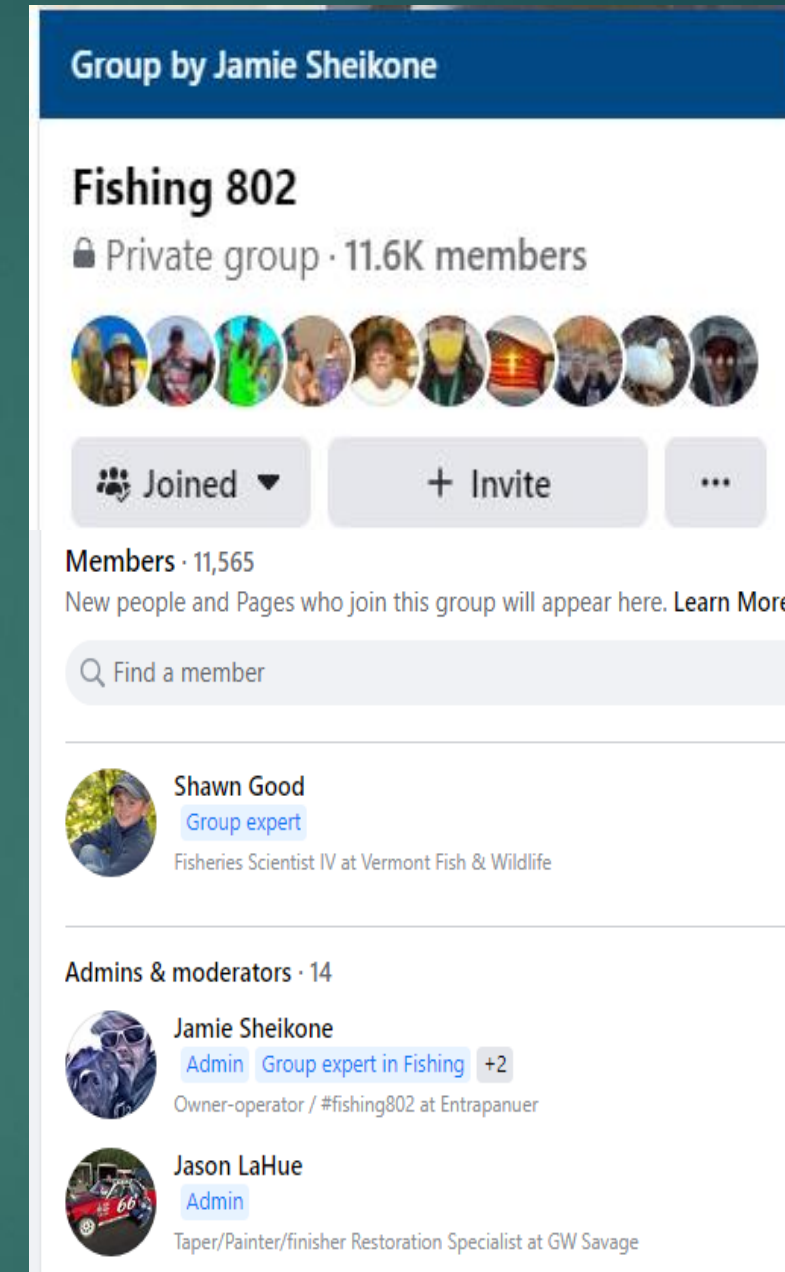 Group by Jamie Sheikone
Fishing 802
Private group · 11.6K members
Joined
+ Invite
...
Members · 11,565
New people and Pages who join this group will appear here. Learn More
Find a member
Shawn Good
Group expert
Fisheries Scientist IV at Vermont Fish & Wildlife
Admins & moderators · 14
Jamie Sheikone
Admin Group expert in Fishing +2
Owner-operator / #fishing802 at Entrapanuer
Jason LaHue
66
Admin
Taper/Painter/finisher Restoration Specialist at GW Savage